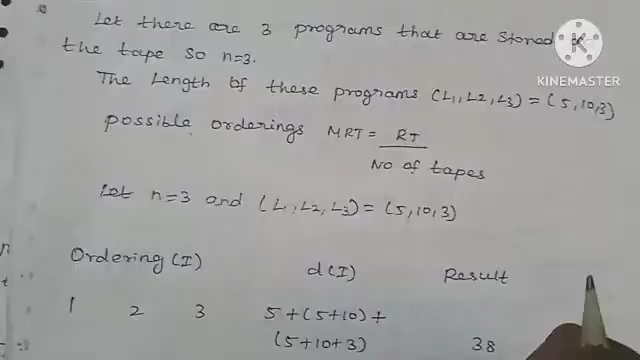 Let there are 3 programs that are stored
the tape so n=3.
KINEMASTER
The Length of these programs (L1, L2, L3) = (5, 10, 3)
possible orderings MRT = RT
No of tapes
Let n=3 and (L1, L2, L3) = (5, 10, 3)
Ordering (I) d(I) Result
1 2 3 5+(5+10)+
(5+10+3) 38